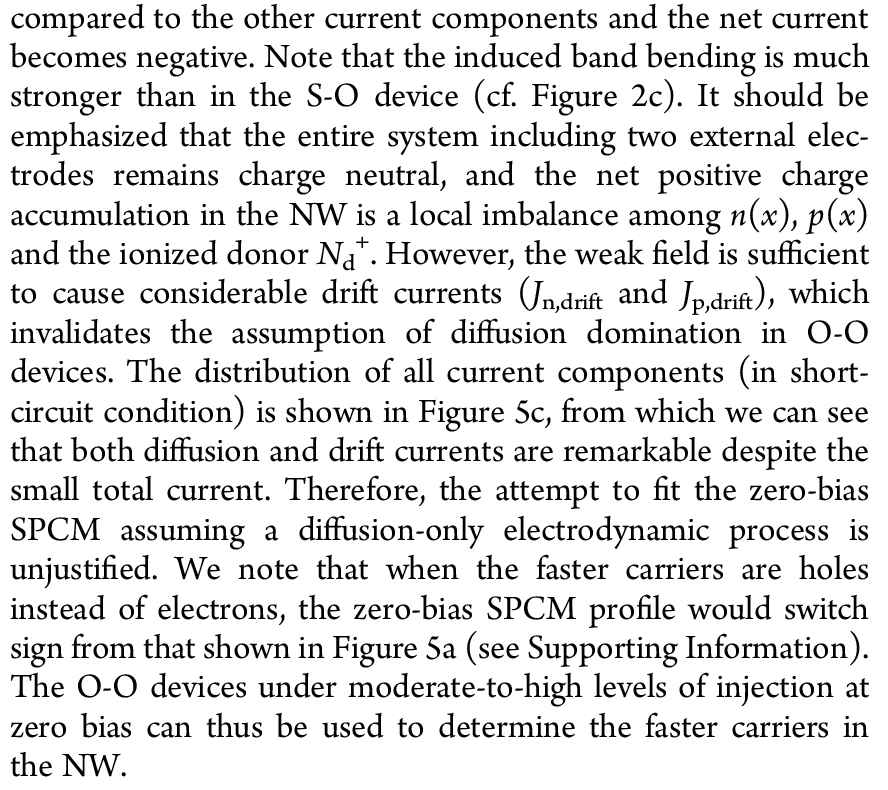 compared to the other current components and the net current
becomes negative. Note that the induced band bending is much
stronger than in the S-O device (cf. Figure 2c). It should be
emphasized that the entire system including two external elec-
trodes remains charge neutral, and the net positive charge
accumulation in the NW is a local imbalance among n(x), p(x)
and the ionized donor N_d^+. However, the weak field is sufficient
to cause considerable drift currents (J_n,drift and J_p,drift), which
invalidates the assumption of diffusion domination in O-O
devices. The distribution of all current components (in short-
circuit condition) is shown in Figure 5c, from which we can see
that both diffusion and drift currents are remarkable despite the
small total current. Therefore, the attempt to fit the zero-bias
SPCM assuming a diffusion-only electrodynamic process is
unjustified. We note that when the faster carriers are holes
instead of electrons, the zero-bias SPCM profile would switch
sign from that shown in Figure 5a (see Supporting Information).
The O-O devices under moderate-to-high levels of injection at
zero bias can thus be used to determine the faster carriers in
the NW.